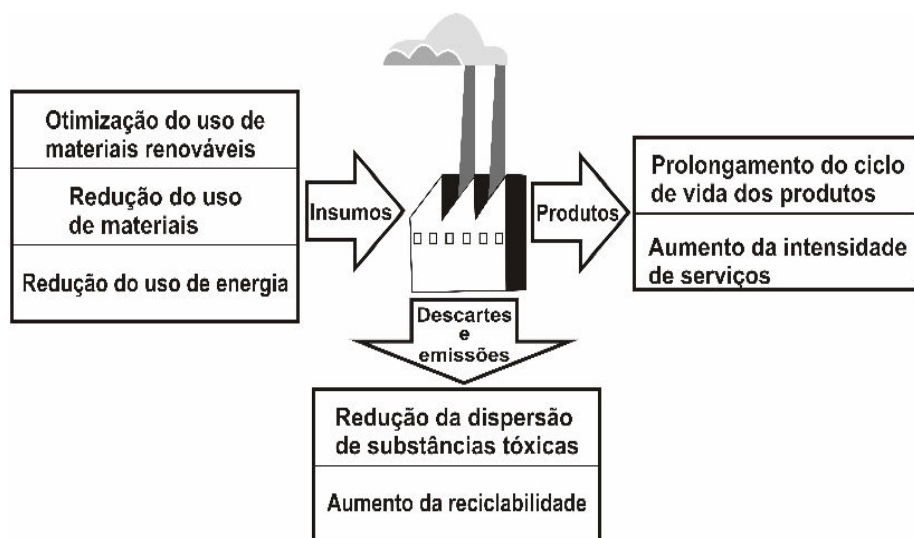 Otimização do uso de
materiais renováveis
Redução do uso
de materiais
Redução do uso de energia
Insumos
Produtos
Prolongamento do ciclo
de vida dos produtos
Aumento da intensidade
de serviços
Descartes
e
emissões
Redução da dispersão
de substâncias tóxicas
Aumento da reciclabilidade